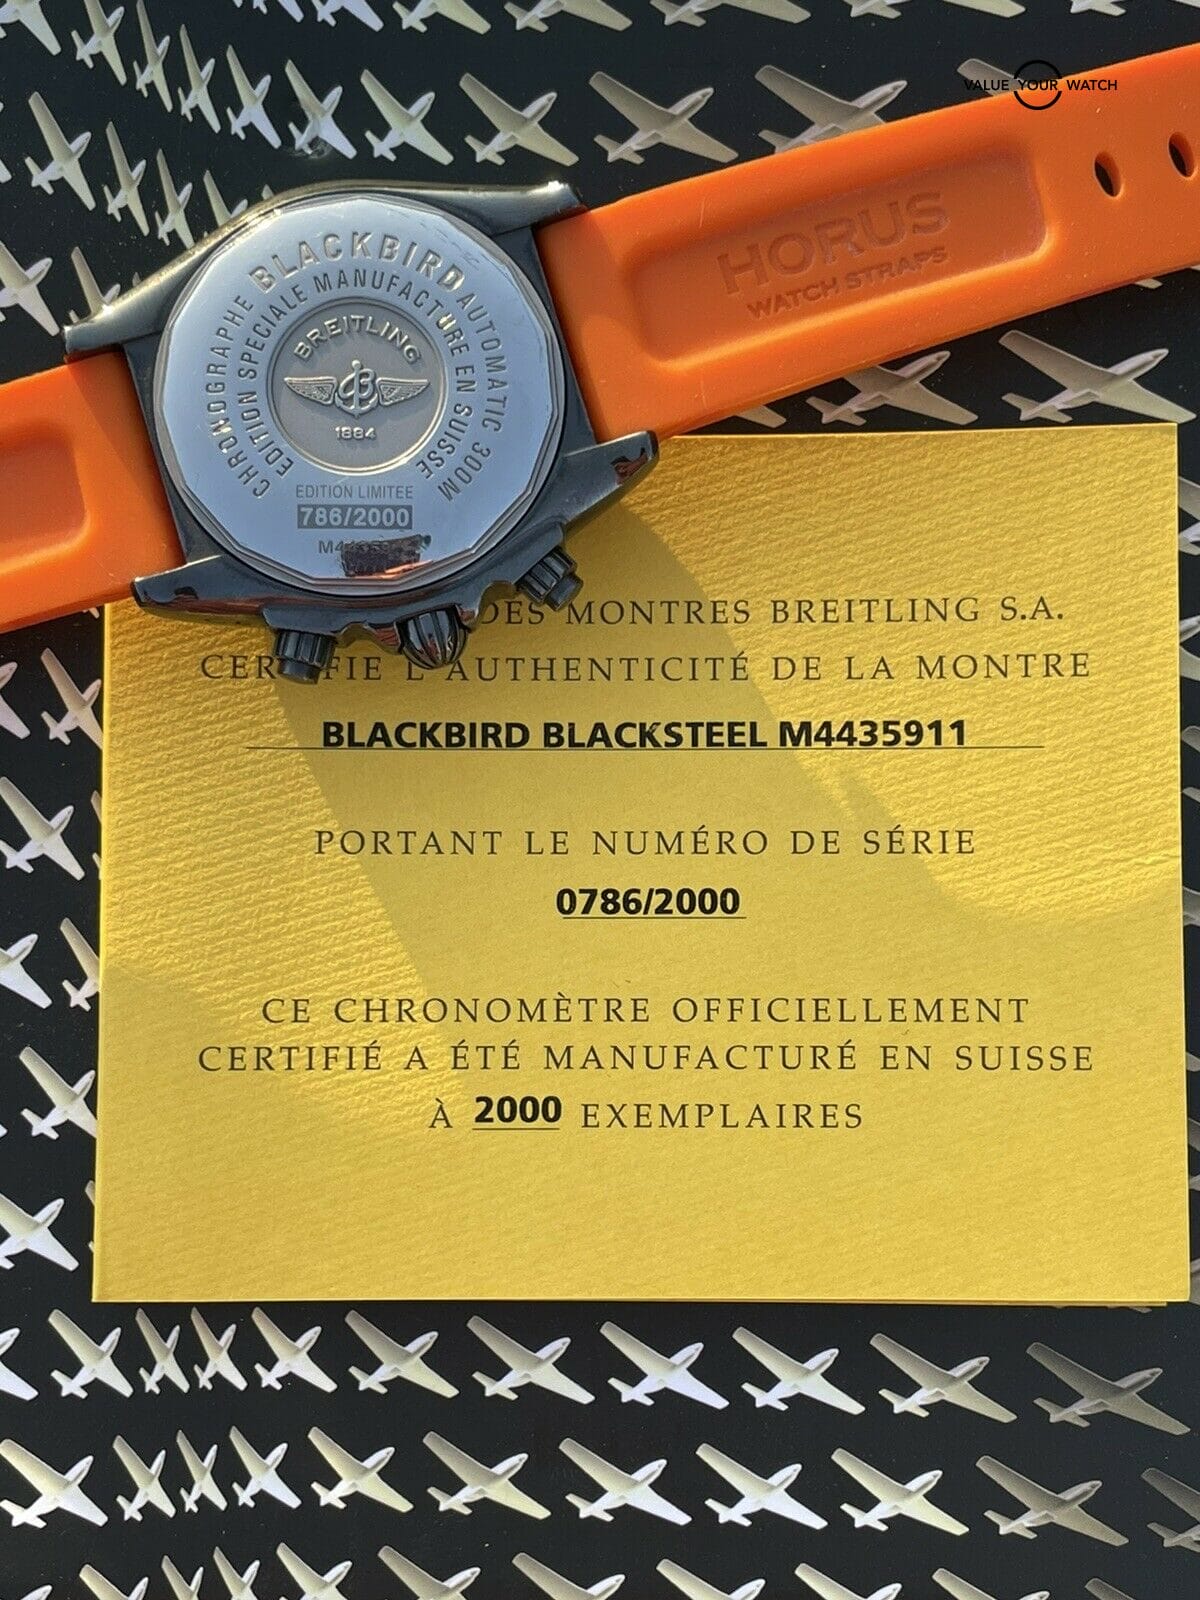 VALUE YOUR WATCH
HORUS
WATCH STRAPS
CHRONOGRAPHE BLACKBIRD AUTOMATIC 300M
EDITION SPECIALE MANUFACTURE EN SUISSE
BREITLING
1884
EDITION LIMITEE
786/2000
DES MONTRES BREITLING S.A.
CERTIFIE L'AUTHENTICITÉ DE LA MONTRE
BLACKBIRD BLACKSTEEL M4435911
PORTANT LE NUMÉRO DE SÉRIE
0786/2000
CE CHRONOMÈTRE OFFICIELLEMENT
CERTIFIÉ A ÉTÉ MANUFACTURÉ EN SUISSE
À 2000 EXEMPLAIRES